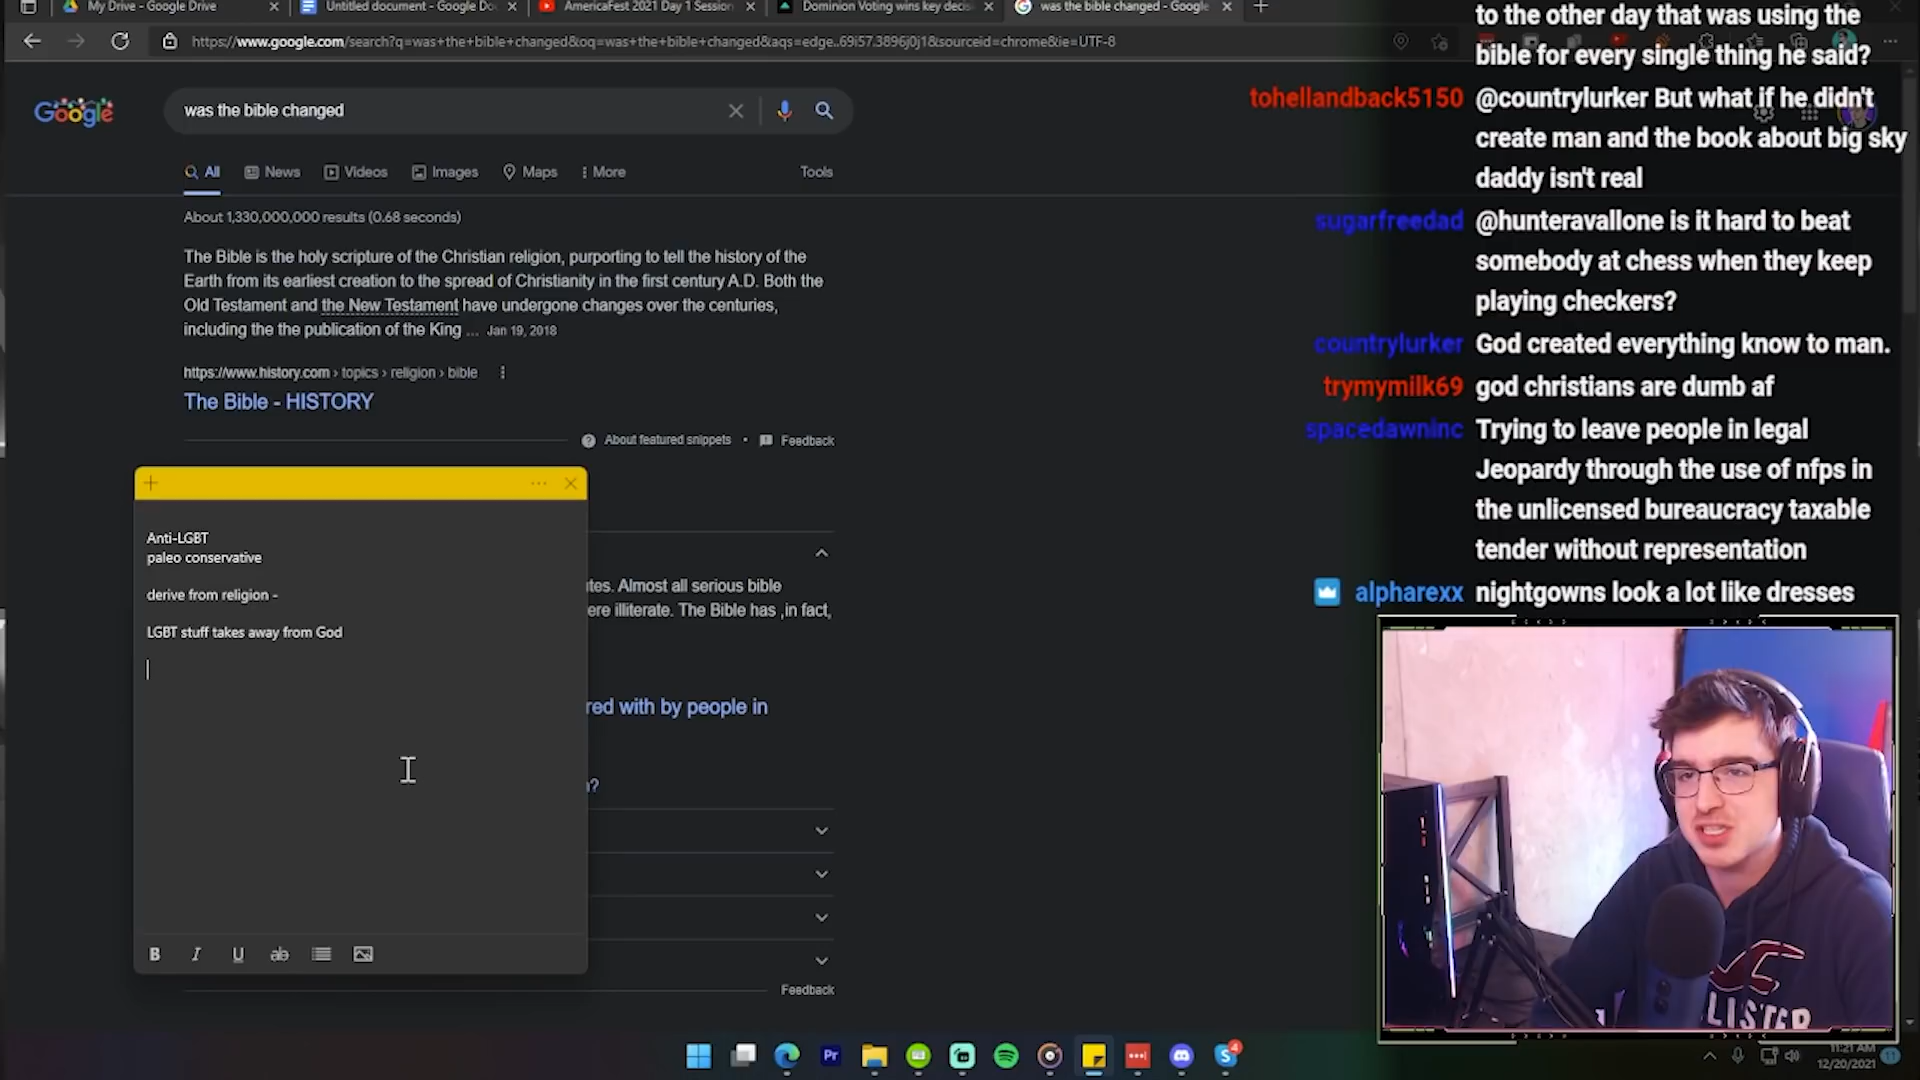 My Drive - Google Drive
Untitled document - Google Do
AmericaFest 2021 Day 1 Session
Dominion Voting wins key decis
was the bible changed - Google
https://www.google.com/search?q=was+the+bible+changed&oq=was+the+bible+changed&aqs=edge..69i57.3896j0j1&sourceid=chrome&ie=UTF-8
Google
was the bible changed
All
News
Videos
Images
Maps
More
Tools
About 1,330,000,000 results (0.68 seconds)
The Bible is the holy scripture of the Christian religion, purporting to tell the history of the
Earth from its earliest creation to the spread of Christianity in the first century A.D. Both the
Old Testament and the New Testament have undergone changes over the centuries,
including the the publication of the King ... Jan 19, 2018
https://www.history.com › topics › religion › bible
The Bible - HISTORY
About featured snippets
•
Feedback
Anti-LGBT
paleo conservative
derive from religion -
LGBT stuff takes away from God
B I U ab
utes. Almost all serious bible
ere illiterate. The Bible has ,in fact,
red with by people in
n?
Feedback
to the other day that was using the
bible for every single thing he said?
tohellandback5150 @countrylurker But what if he didn't
create man and the book about big sky
daddy isn't real
sugarfreedad @hunteravallone is it hard to beat
somebody at chess when they keep
playing checkers?
countrylurker God created everything know to man.
trymymilk69 god christians are dumb af
spacedawninc Trying to leave people in legal
Jeopardy through the use of nfps in
the unlicensed bureaucracy taxable
tender without representation
alpharexx nightgowns look a lot like dresses
LISTER
Pr
4
11:21 AM
12/20/2021
11